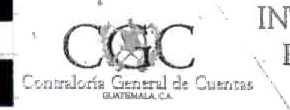 CGC
Contraloría General de Cuentas
GUATEMALA, C.A.